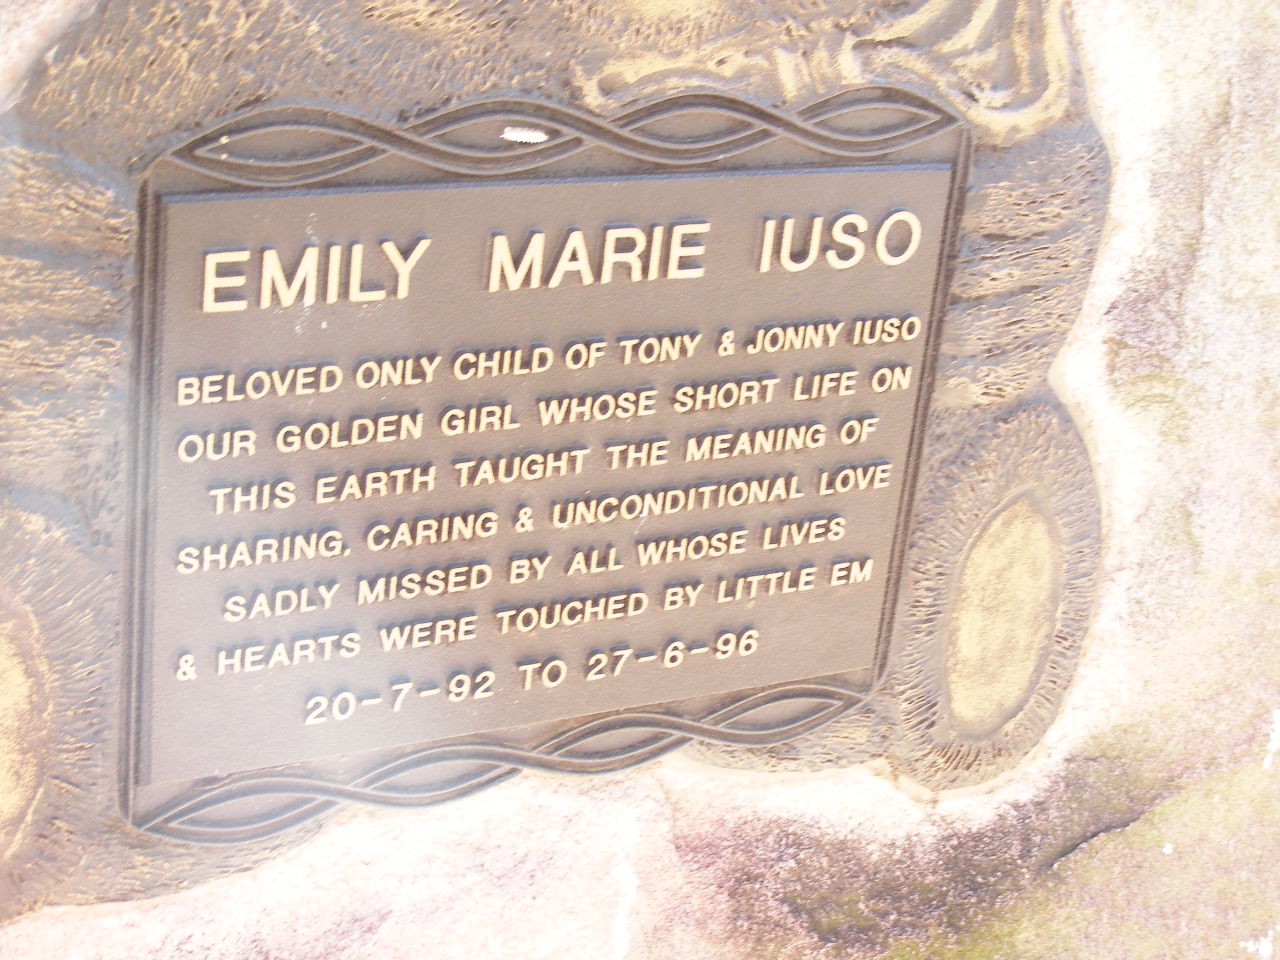 EMILY MARIE IUSO
BELOVED ONLY CHILD OF TONY & JONNY IUSO
OUR GOLDEN GIRL WHOSE SHORT LIFE ON
THIS EARTH TAUGHT THE MEANING OF
SHARING, CARING & UNCONDITIONAL LOVE
SADLY MISSED BY ALL WHOSE LIVES
& HEARTS WERE TOUCHED BY LITTLE EM
20-7-92 TO 27-6-96